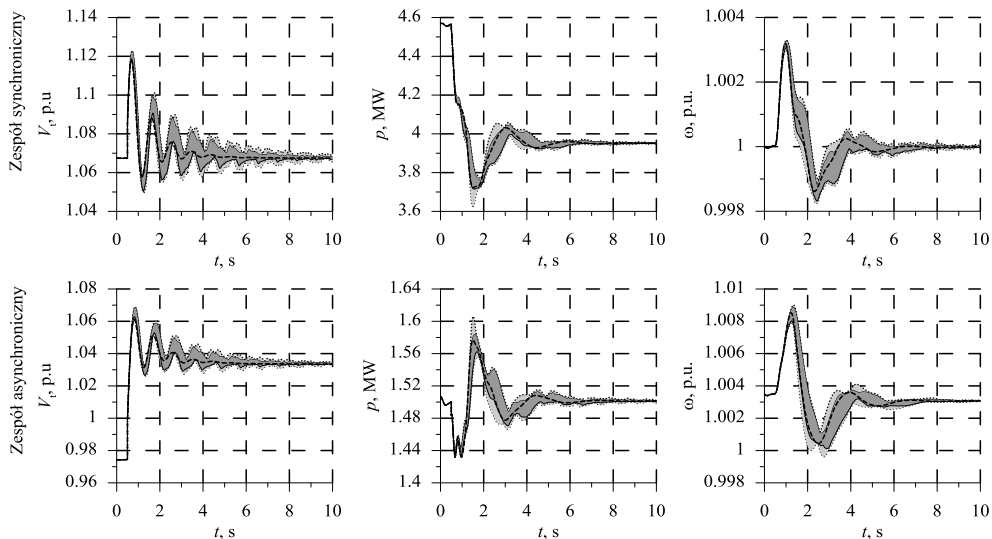 Zespół synchroniczny
Vt, p.u
1.14
1.12
1.1
1.08
1.06
1.04
0 2 4 6 8 10
t, s
p, MW
4.6
4.4
4.2
4
3.8
3.6
0 2 4 6 8 10
t, s
ω, p.u.
1.004
1.002
1
0.998
0 2 4 6 8 10
t, s
Zespół asynchroniczny
Vt, p.u
1.08
1.06
1.04
1.02
1
0.98
0.96
0 2 4 6 8 10
t, s
p, MW
1.64
1.6
1.56
1.52
1.48
1.44
1.4
0 2 4 6 8 10
t, s
ω, p.u.
1.01
1.008
1.006
1.004
1.002
1
0.998
0 2 4 6 8 10
t, s